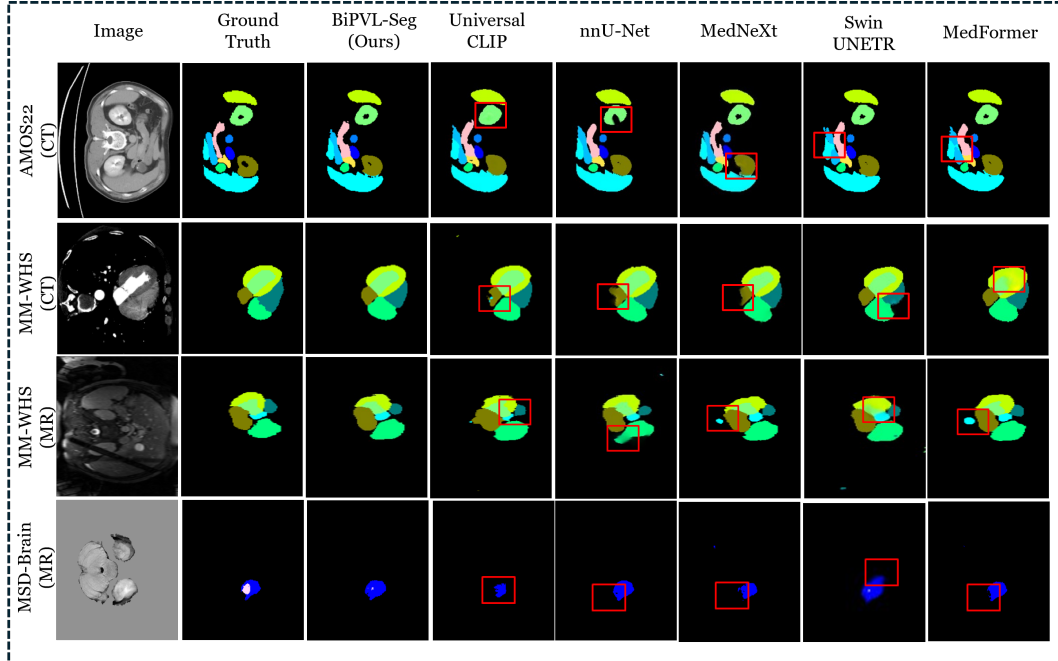 Image
Ground
Truth
BiPVL-Seg
(Ours)
Universal
CLIP
nnU-Net
MedNeXt
Swin
UNETR
MedFormer
AMOS22
(CT)
MM-WHS
(CT)
MM-WHS
(MR)
MSD-Brain
(MR)